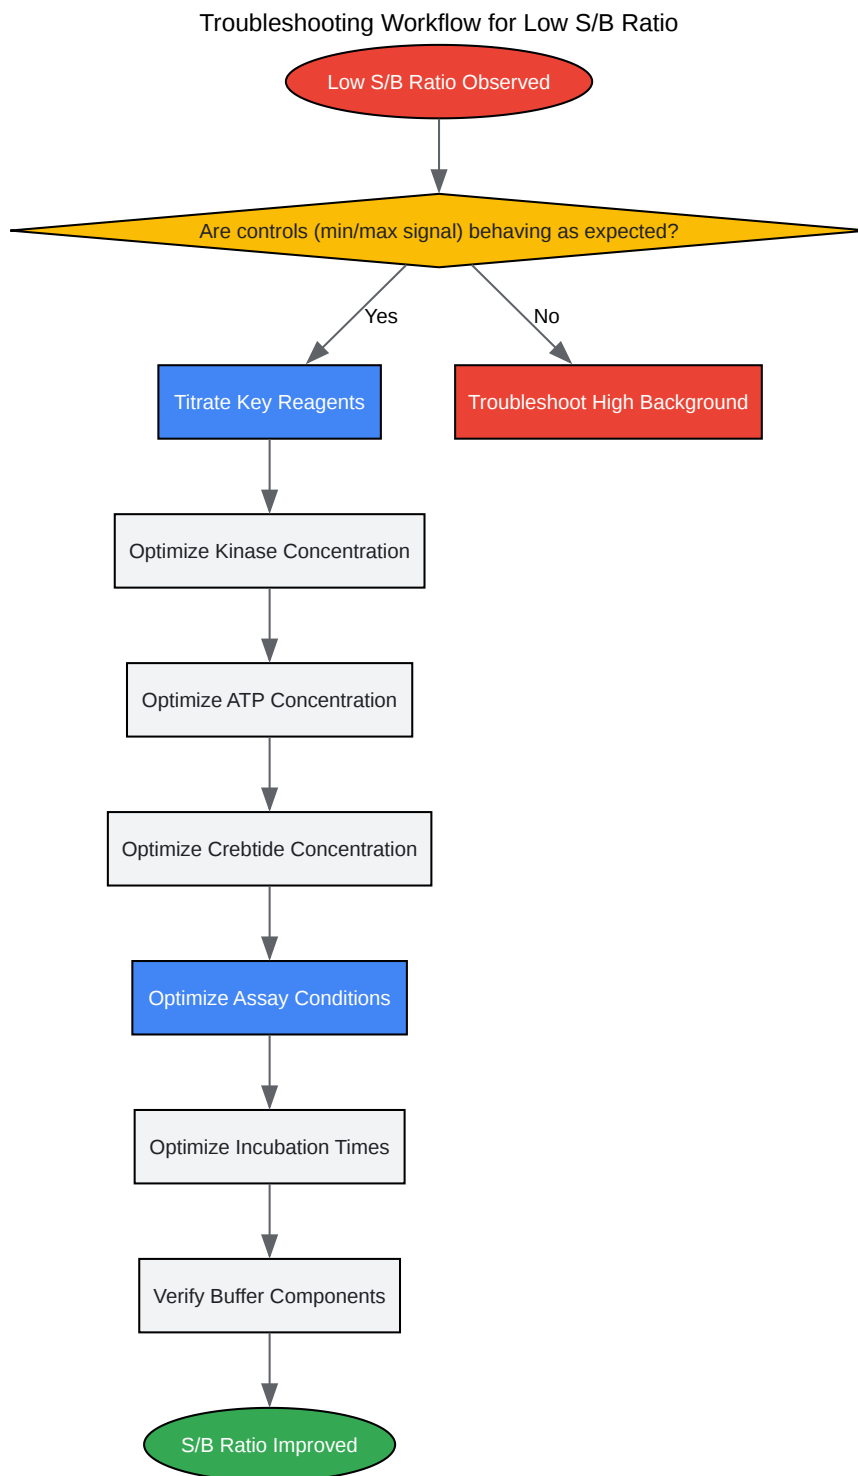 Troubleshooting Workflow for Low S/B Ratio
Low S/B Ratio Observed
Are controls (min/max signal) behaving as expected?
Yes
No
Titrate Key Reagents
Troubleshoot High Background
Optimize Kinase Concentration
Optimize ATP Concentration
Optimize Crebtide Concentration
Optimize Assay Conditions
Optimize Incubation Times
Verify Buffer Components
S/B Ratio Improved